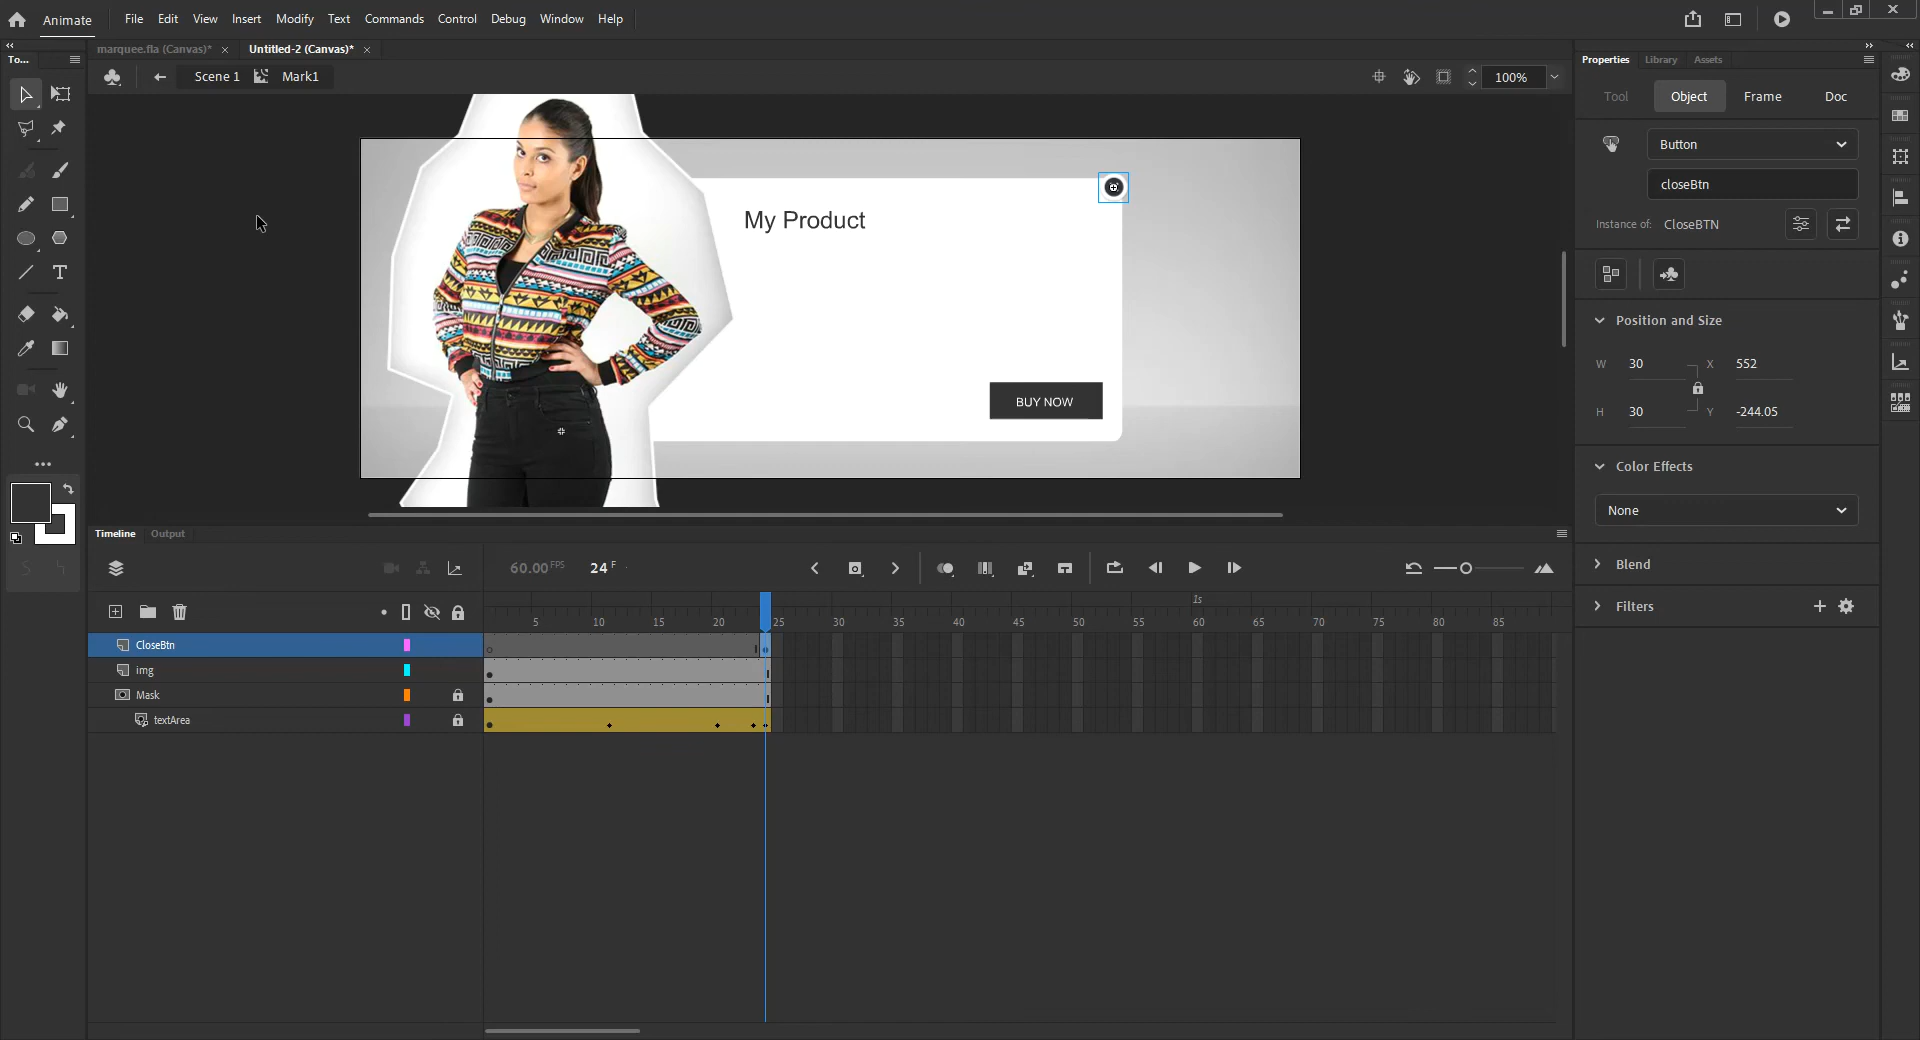 Animate File Edit View Insert Modify Text Commands Control Debug Window Help
To... marquee.fla (Canvas)* × Untitled-2 (Canvas)* ×
Scene 1 Mark1 100%
My Product
BUY NOW
Properties Library Assets
Tool Object Frame Doc
Button
closeBtn
Instance of: CloseBTN
Position and Size
W 30 X 552
H 30 Y -244.05
Color Effects
None
Blend
Filters
Timeline Output
60.00 FPS 24 F
1s
5 10 15 20 25 30 35 40 45 50 55 60 65 70 75 80 85
CloseBtn
img
Mask
textArea